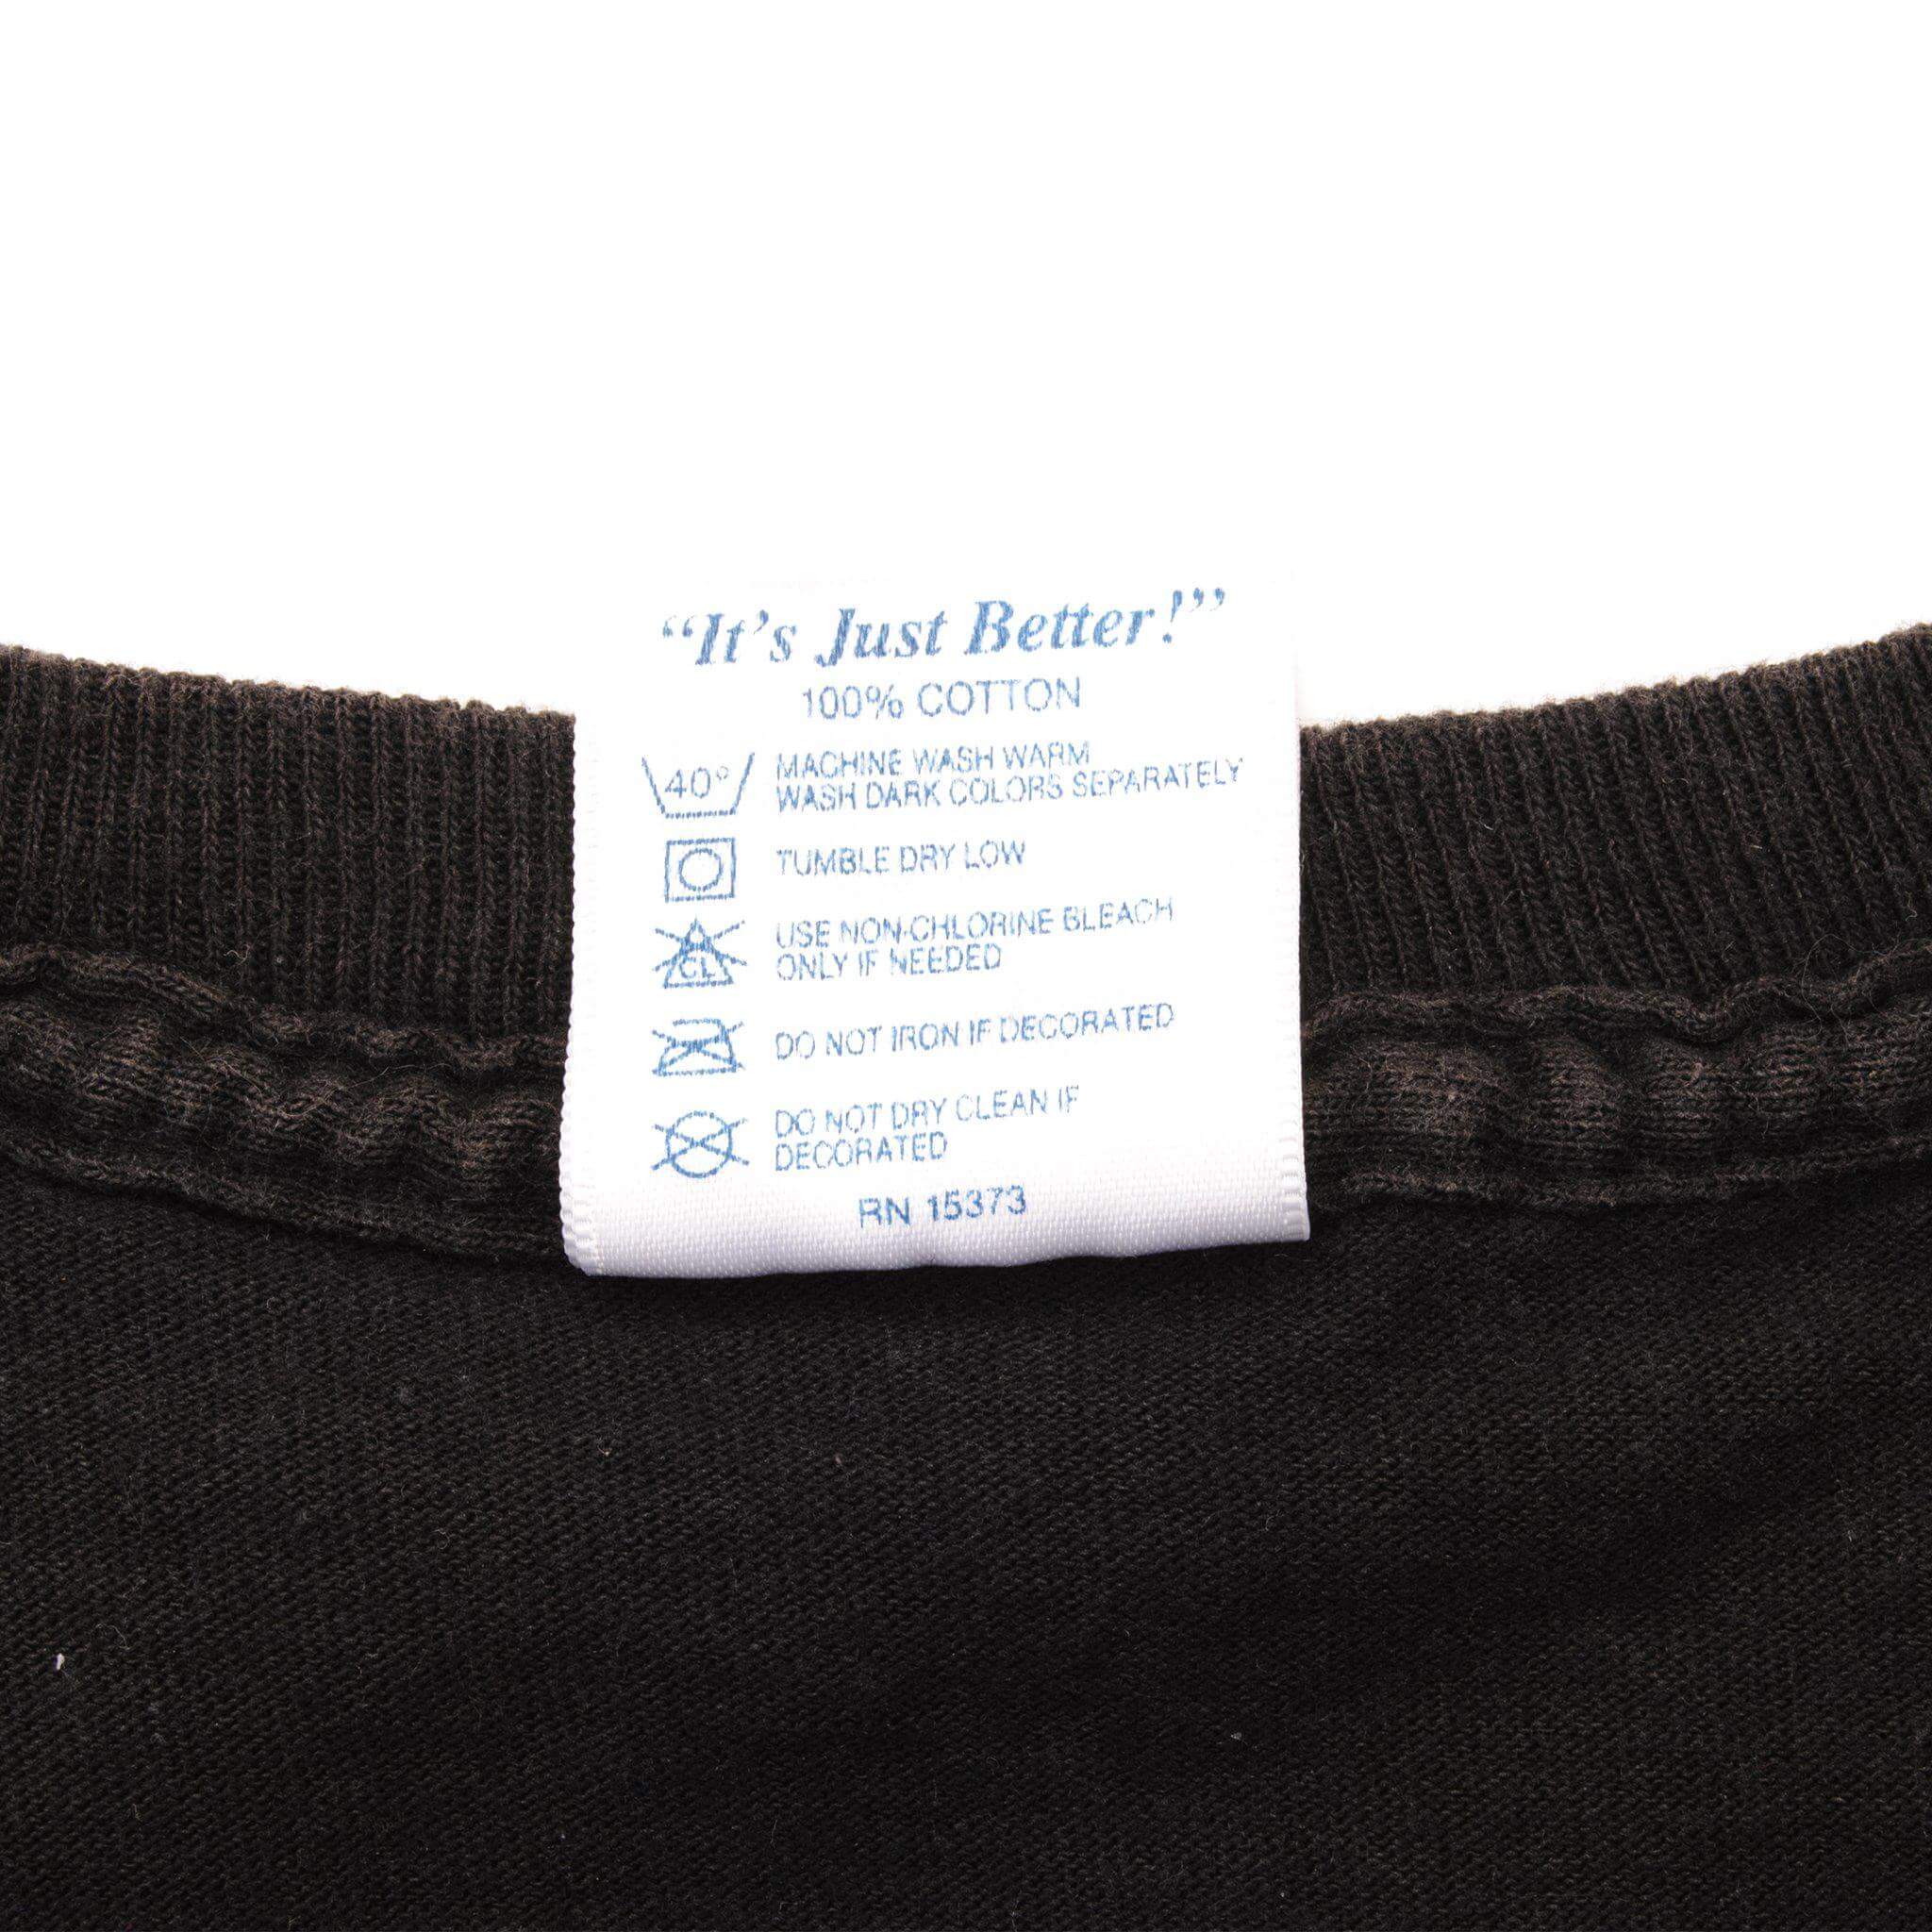 “It’s Just Better!”
100% COTTON
40°
MACHINE WASH WARM
WASH DARK COLORS SEPARATELY
TUMBLE DRY LOW
CL
USE NON-CHLORINE BLEACH
ONLY IF NEEDED
DO NOT IRON IF DECORATED
DO NOT DRY CLEAN IF
DECORATED
RN 15373